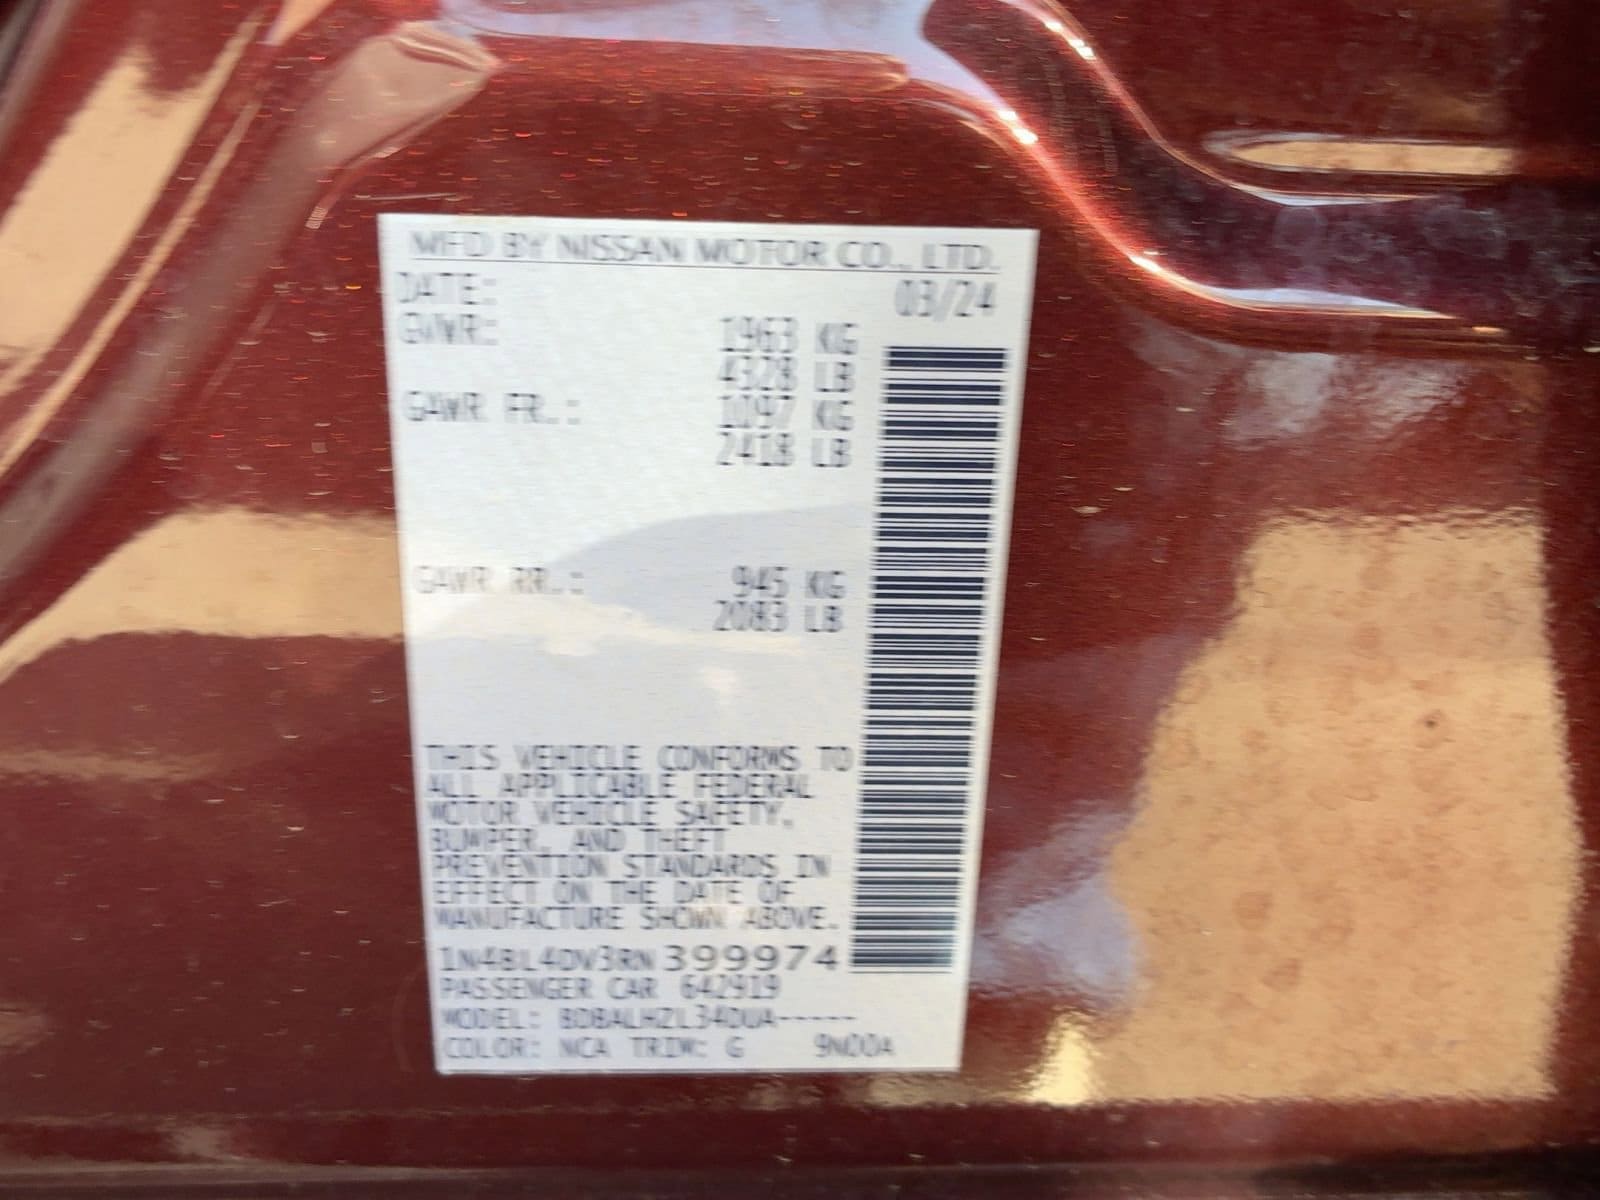 MFD BY NISSAN MOTOR CO., LTD.
DATE: 03/24
GVWR: 1963 KG
4328 LB
GAWR FR.: 1097 KG
2418 LB
GAWR RR.: 945 KG
2083 LB
THIS VEHICLE CONFORMS TO
ALL APPLICABLE FEDERAL
MOTOR VEHICLE SAFETY,
BUMPER, AND THEFT
PREVENTION STANDARDS IN
EFFECT ON THE DATE OF
MANUFACTURE SHOWN ABOVE.
1N4BL4DV3RN399974
PASSENGER CAR 642919
MODEL: BDBALHZL34DUA-----
COLOR: NCA TRIM: G 9N00A